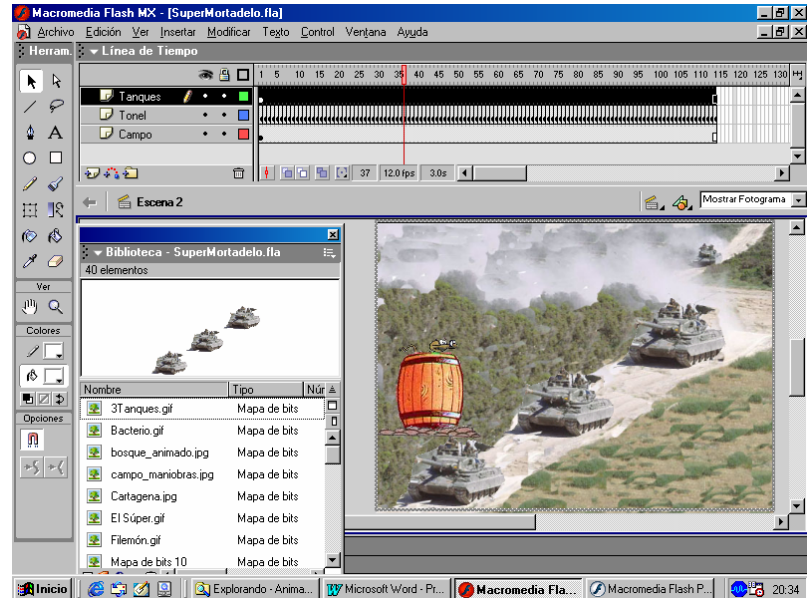 Macromedia Flash MX - [SuperMortadelo.fla]
Archivo Edición Ver Insertar Modificar Texto Control Ventana Ayuda
Herram.
Línea de Tiempo
1 5 10 15 20 25 30 35 40 45 50 55 60 65 70 75 80 85 90 95 100 105 110 115 120 125 130
Tanques
Tonel
Campo
37 12.0 fps 3.0s
Escena 2
Mostrar Fotograma
Biblioteca - SuperMortadelo.fla
40 elementos
Ver
Colores
Opciones
Nombre Tipo Núr
3Tanques.gif Mapa de bits
Bacterio.gif Mapa de bits
bosque_animado.jpg Mapa de bits
campo_maniobras.jpg Mapa de bits
Cartagena.jpg Mapa de bits
El Súper.gif Mapa de bits
Filemón.gif Mapa de bits
Mapa de bits 10 Mapa de bits
Inicio
Explorando - Anima...
Microsoft Word - Pr...
Macromedia Fla...
Macromedia Flash P...
20:34